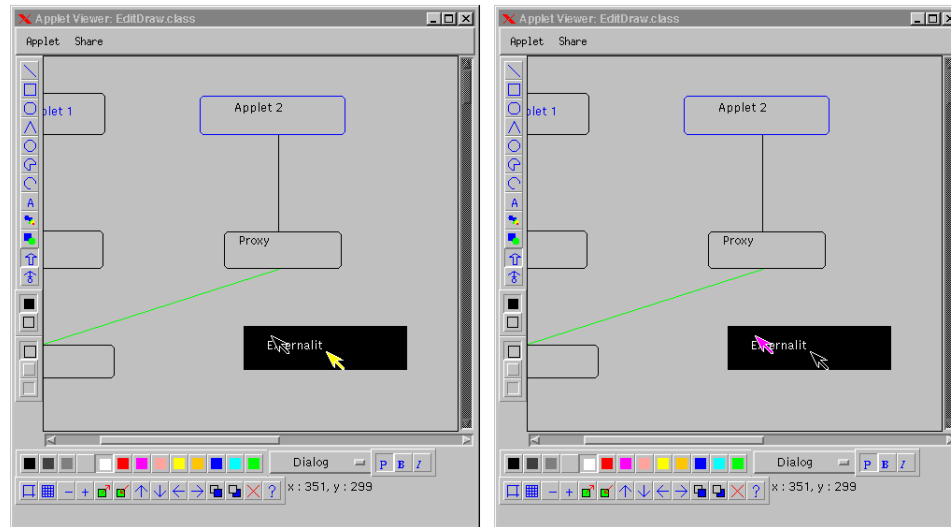 Applet Viewer: EditDraw.class
Applet Share
Applet 2
plet 1
A
Proxy
Externalit
Dialog
P B I
?
x : 351, y : 299
Applet Viewer: EditDraw.class
Applet Share
Applet 2
plet 1
A
Proxy
Externalit
Dialog
P B I
?
x : 351, y : 299